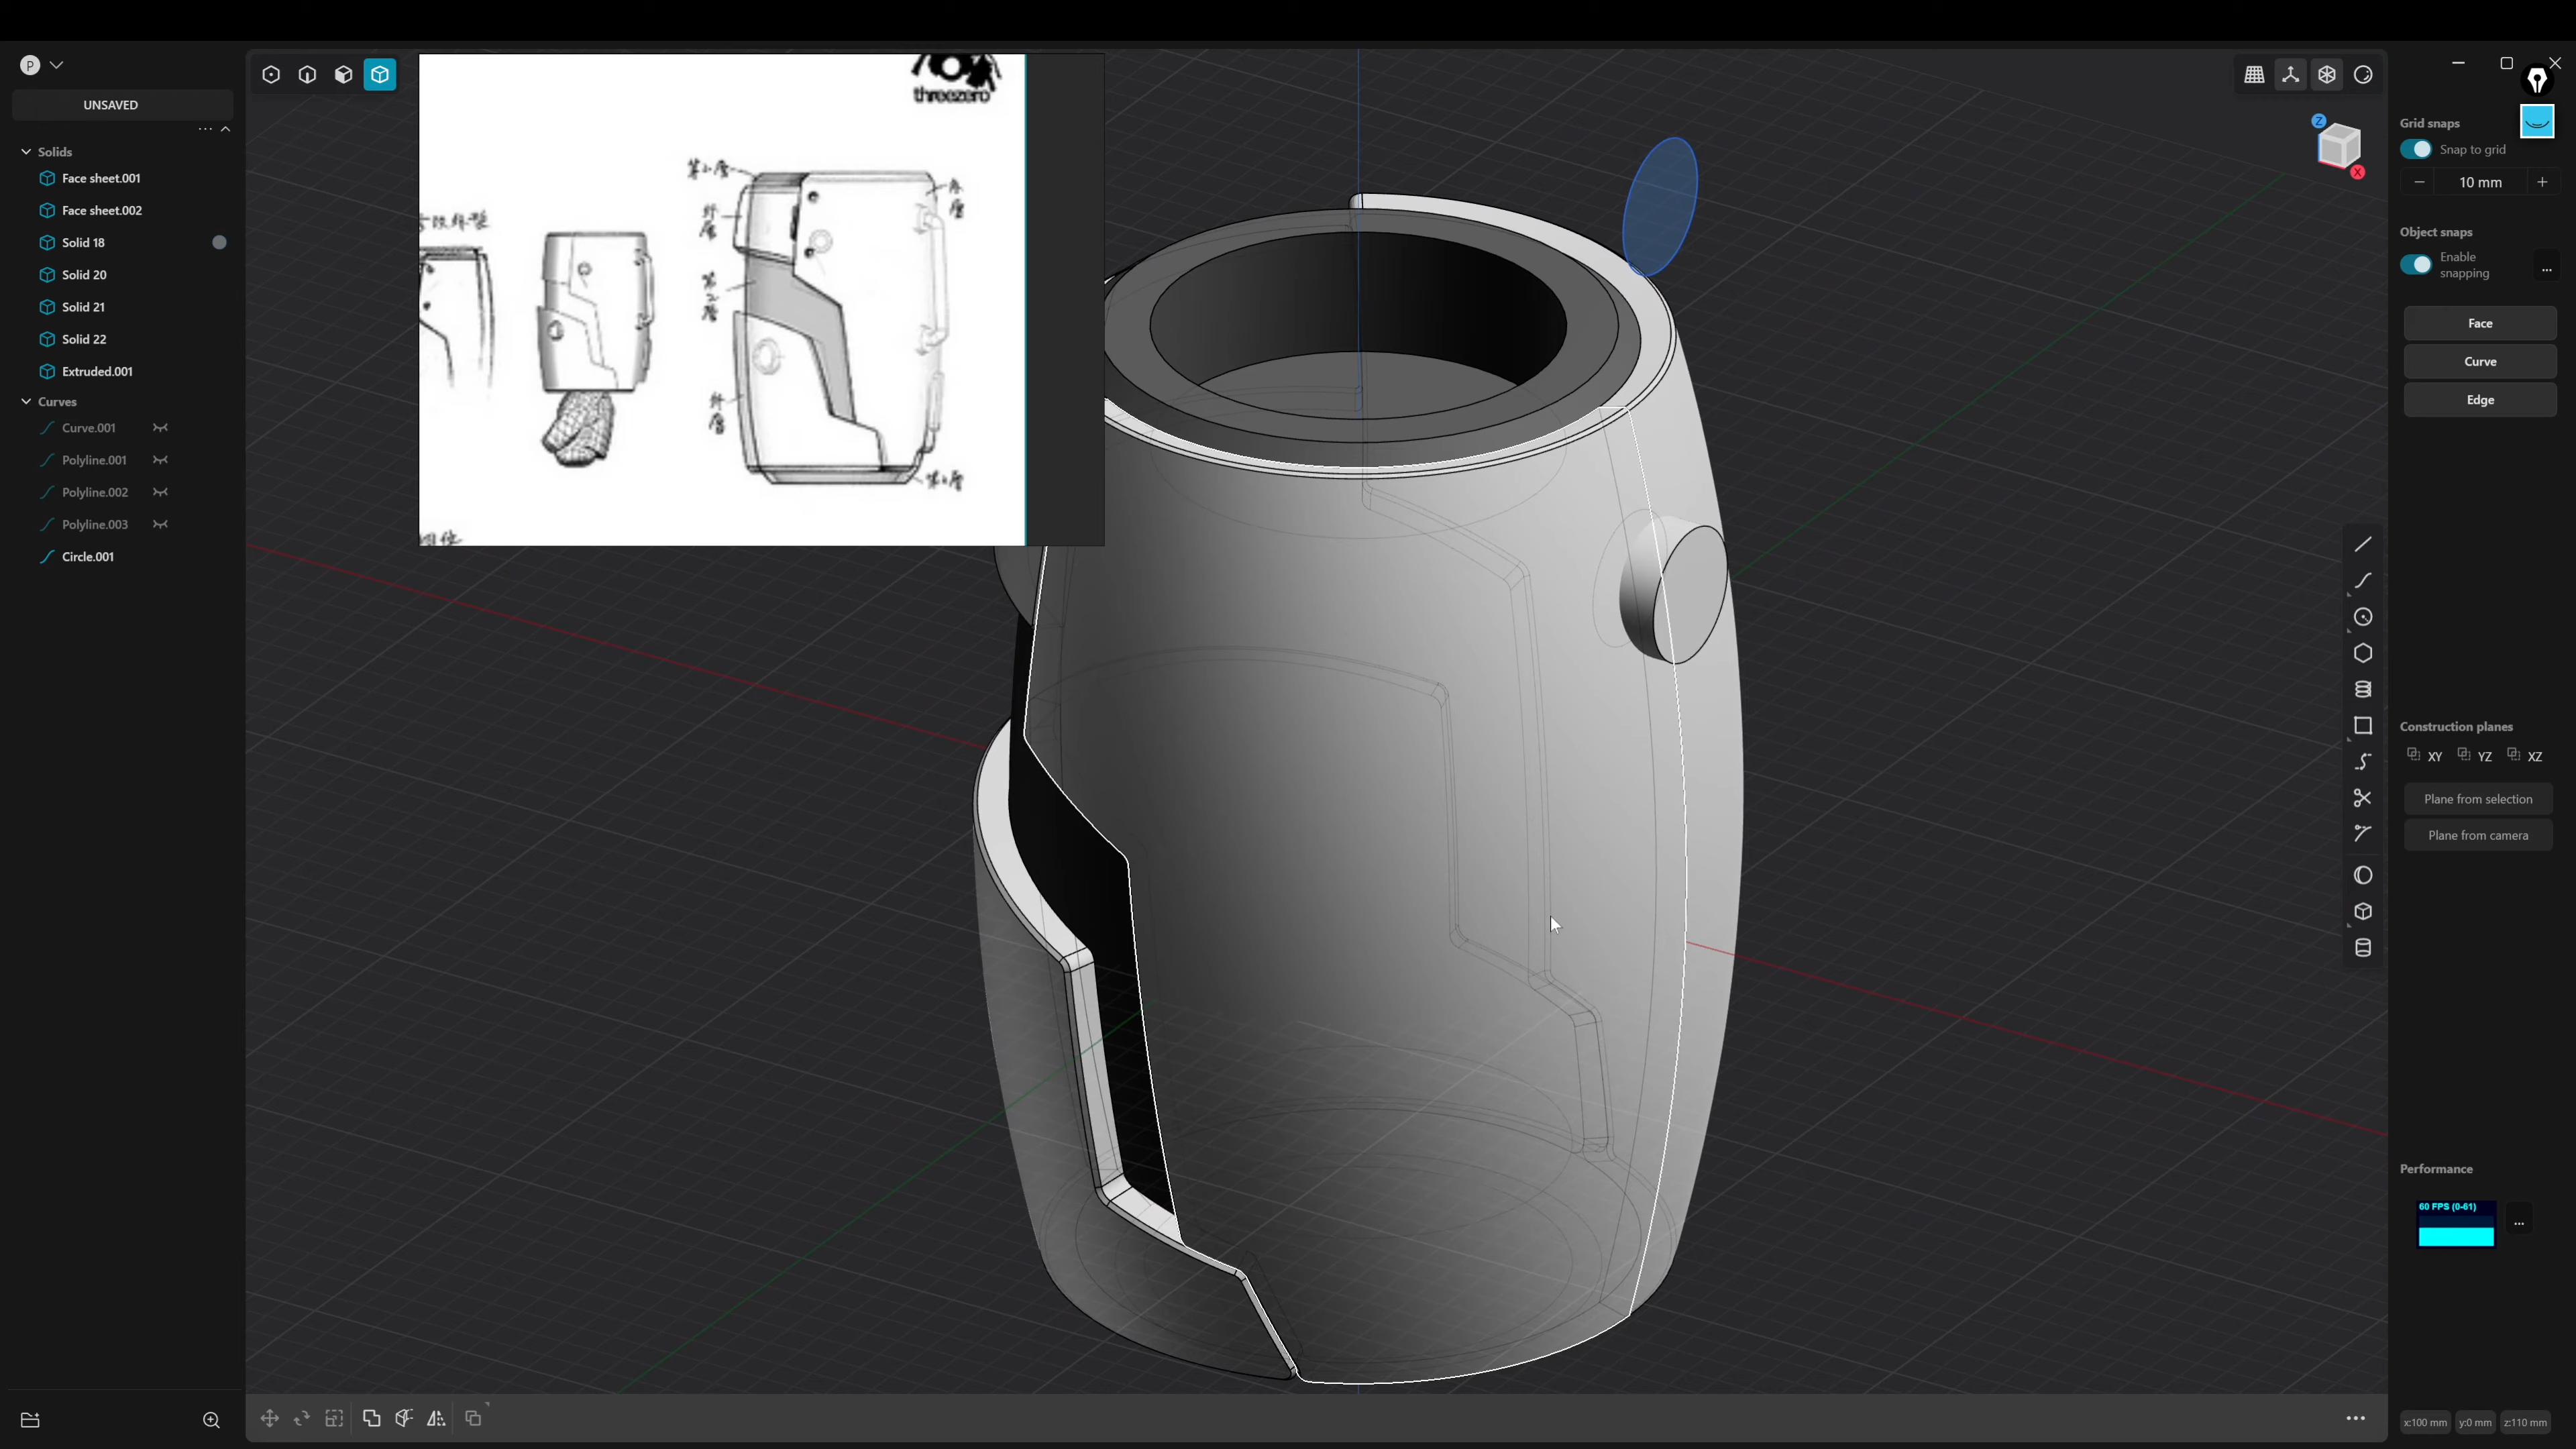 P
UNSAVED
Solids
Face sheet.001
Face sheet.002
Solid 18
Solid 20
Solid 21
Solid 22
Extruded.001
Curves
Curve.001
Polyline.001
Polyline.002
Polyline.003
Circle.001
threezero
Z
X
Grid snaps
Snap to grid
10 mm
Object snaps
Enable
snapping
Face
Curve
Edge
Construction planes
XY YZ XZ
Plane from selection
Plane from camera
Performance
60 FPS (0-61)
x:100 mm y:0 mm z:110 mm